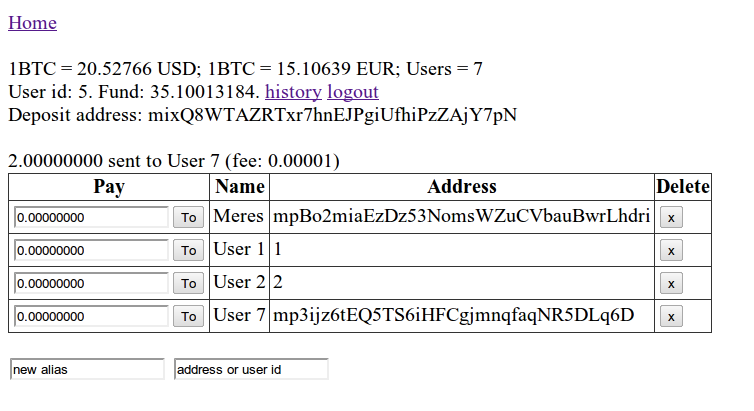 Home
1BTC = 20.52766 USD; 1BTC = 15.10639 EUR; Users = 7
User id: 5. Fund: 35.10013184. history logout
Deposit address: mixQ8WTAZRTxr7hnEJPgiUfhiPzZAjY7pN
2.00000000 sent to User 7 (fee: 0.00001)
Pay Name Address Delete
0.00000000 To Meres mpBo2miaEzDz53NomsWZuCVbauBwrLhdri x
0.00000000 To User 1 1 x
0.00000000 To User 2 2 x
0.00000000 To User 7 mp3ijz6tEQ5TS6iHFCgjmnqfaqNR5DLq6D x
new alias address or user id